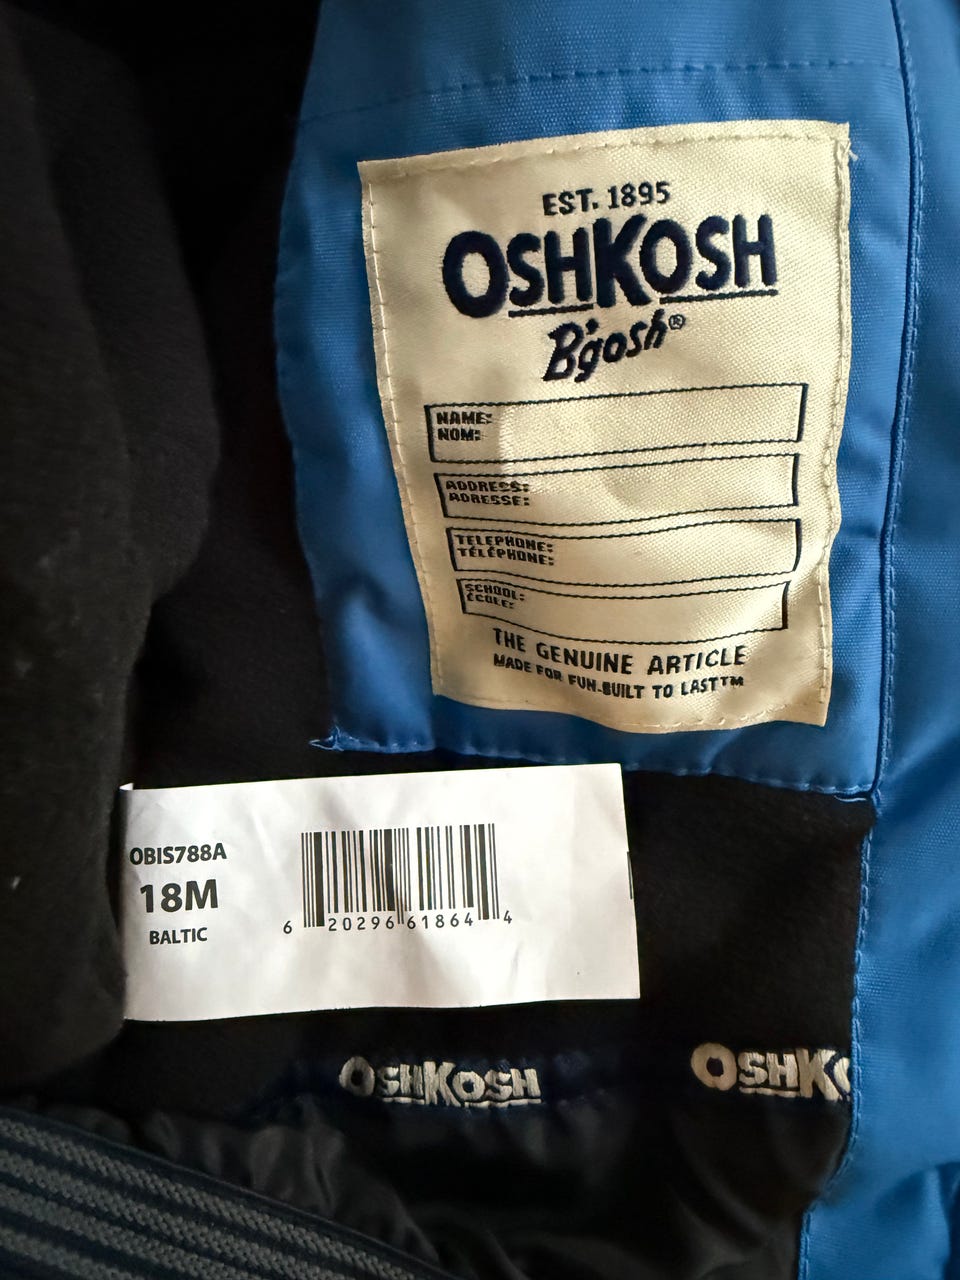 EST. 1895
OSHKOSH
B'gosh®
NAME:
NOM:
ADDRESS:
ADRESSE:
TELEPHONE:
TÉLÉPHONE:
SCHOOL:
ÉCOLE:
THE GENUINE ARTICLE
MADE FOR FUN-BUILT TO LAST™
OBIS788A
18M
BALTIC
6 20296 61864 4
OSHKOSH OSHKO